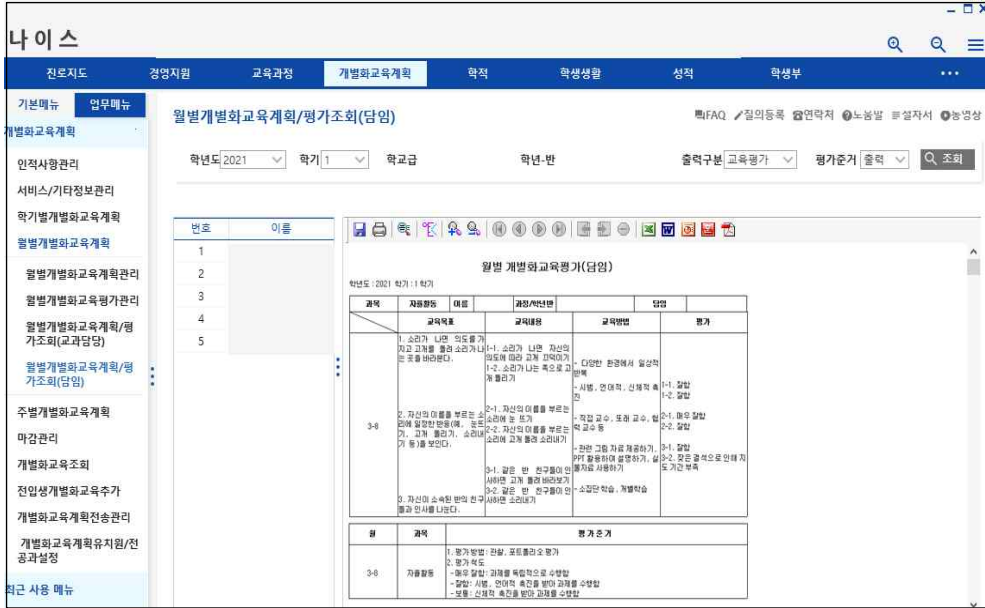 나이스
진로지도 경영지원 교육과정 개별화교육계획 학적 학생생활 성적 학생부 ...
기본메뉴 업무메뉴
개별화교육계획
인적사항관리
서비스/기타정보관리
학기별개별화교육계획
월별개별화교육계획
월별개별화교육계획관리
월별개별화교육평가관리
월별개별화교육계획/평
가조회(교과담당)
월별개별화교육계획/평
가조회(담임)
주별개별화교육계획
마감관리
개별화교육조회
전입생개별화교육추가
개별화교육계획전송관리
개별화교육계획유치원/전
공과설정
최근 사용 메뉴
월별개별화교육계획/평가조회(담임)
FAQ 질의등록 연락처 도움말 설
학년도 2021 학기 1 학교급 학년-반 출력구분 교육평가 평가준거 출력 조회
번호 이름
1
2
3
4
5
월별 개별화교육평가(담임)
학년도 : 2021 학기 : 1 학기
과목 자율활동 이름 과정/학년반 담임
교육목표 교육내용 교육방법 평가
3-8
1. 소리가 나면 의도를 가
지고 고개를 돌려 소리가 나
는 곳을 바라본다.
2. 자신의 이름을 부르는 소
리에 일정한 반응(예, 눈뜨
기, 고개 돌리기, 소리내
기 등)을 보인다.
3. 자신이 소속된 반의 친구
들과 인사를 나눈다.
1-1. 소리가 나면 자신의
의도에 따라 고개 끄덕이기
1-2. 소리가 나는 쪽으로 고
개 돌리기
2-1. 자신의 이름을 부르는
소리에 눈 뜨기
2-2. 자신의 이름을 부르는
소리에 고개 돌려 소리내기
3-1. 같은 반 친구들이 인
사하면 고개 돌려 바라보기
3-2. 같은 반 친구들이 인
사하면 소리내기
- 다양한 환경에서 일상적
반복
- 시범, 언어적, 신체적 촉
진
- 직접 교수, 또래 교수, 협
력 교수 등
- 관련 그림 자료 제공하기,
PPT 활용하여 설명하기, 실
물자료 사용하기
- 소집단 학습, 개별학습
1-1. 잘함
1-2. 잘함
2-1. 매우 잘함
2-2. 잘함
3-1. 잘함
3-2. 잦은 결석으로 인해 지
도 기간 부족
월 과목 평가준거
3-8 자율활동
1. 평가 방법 : 관찰, 포트폴리오 평가
2. 평가 척도
- 매우 잘함 : 과제를 독립적으로 수행함
- 잘함 : 시범, 언어적 촉진을 받아 과제를 수행함
- 보통 : 신체적 촉진을 받아 과제를 수행함